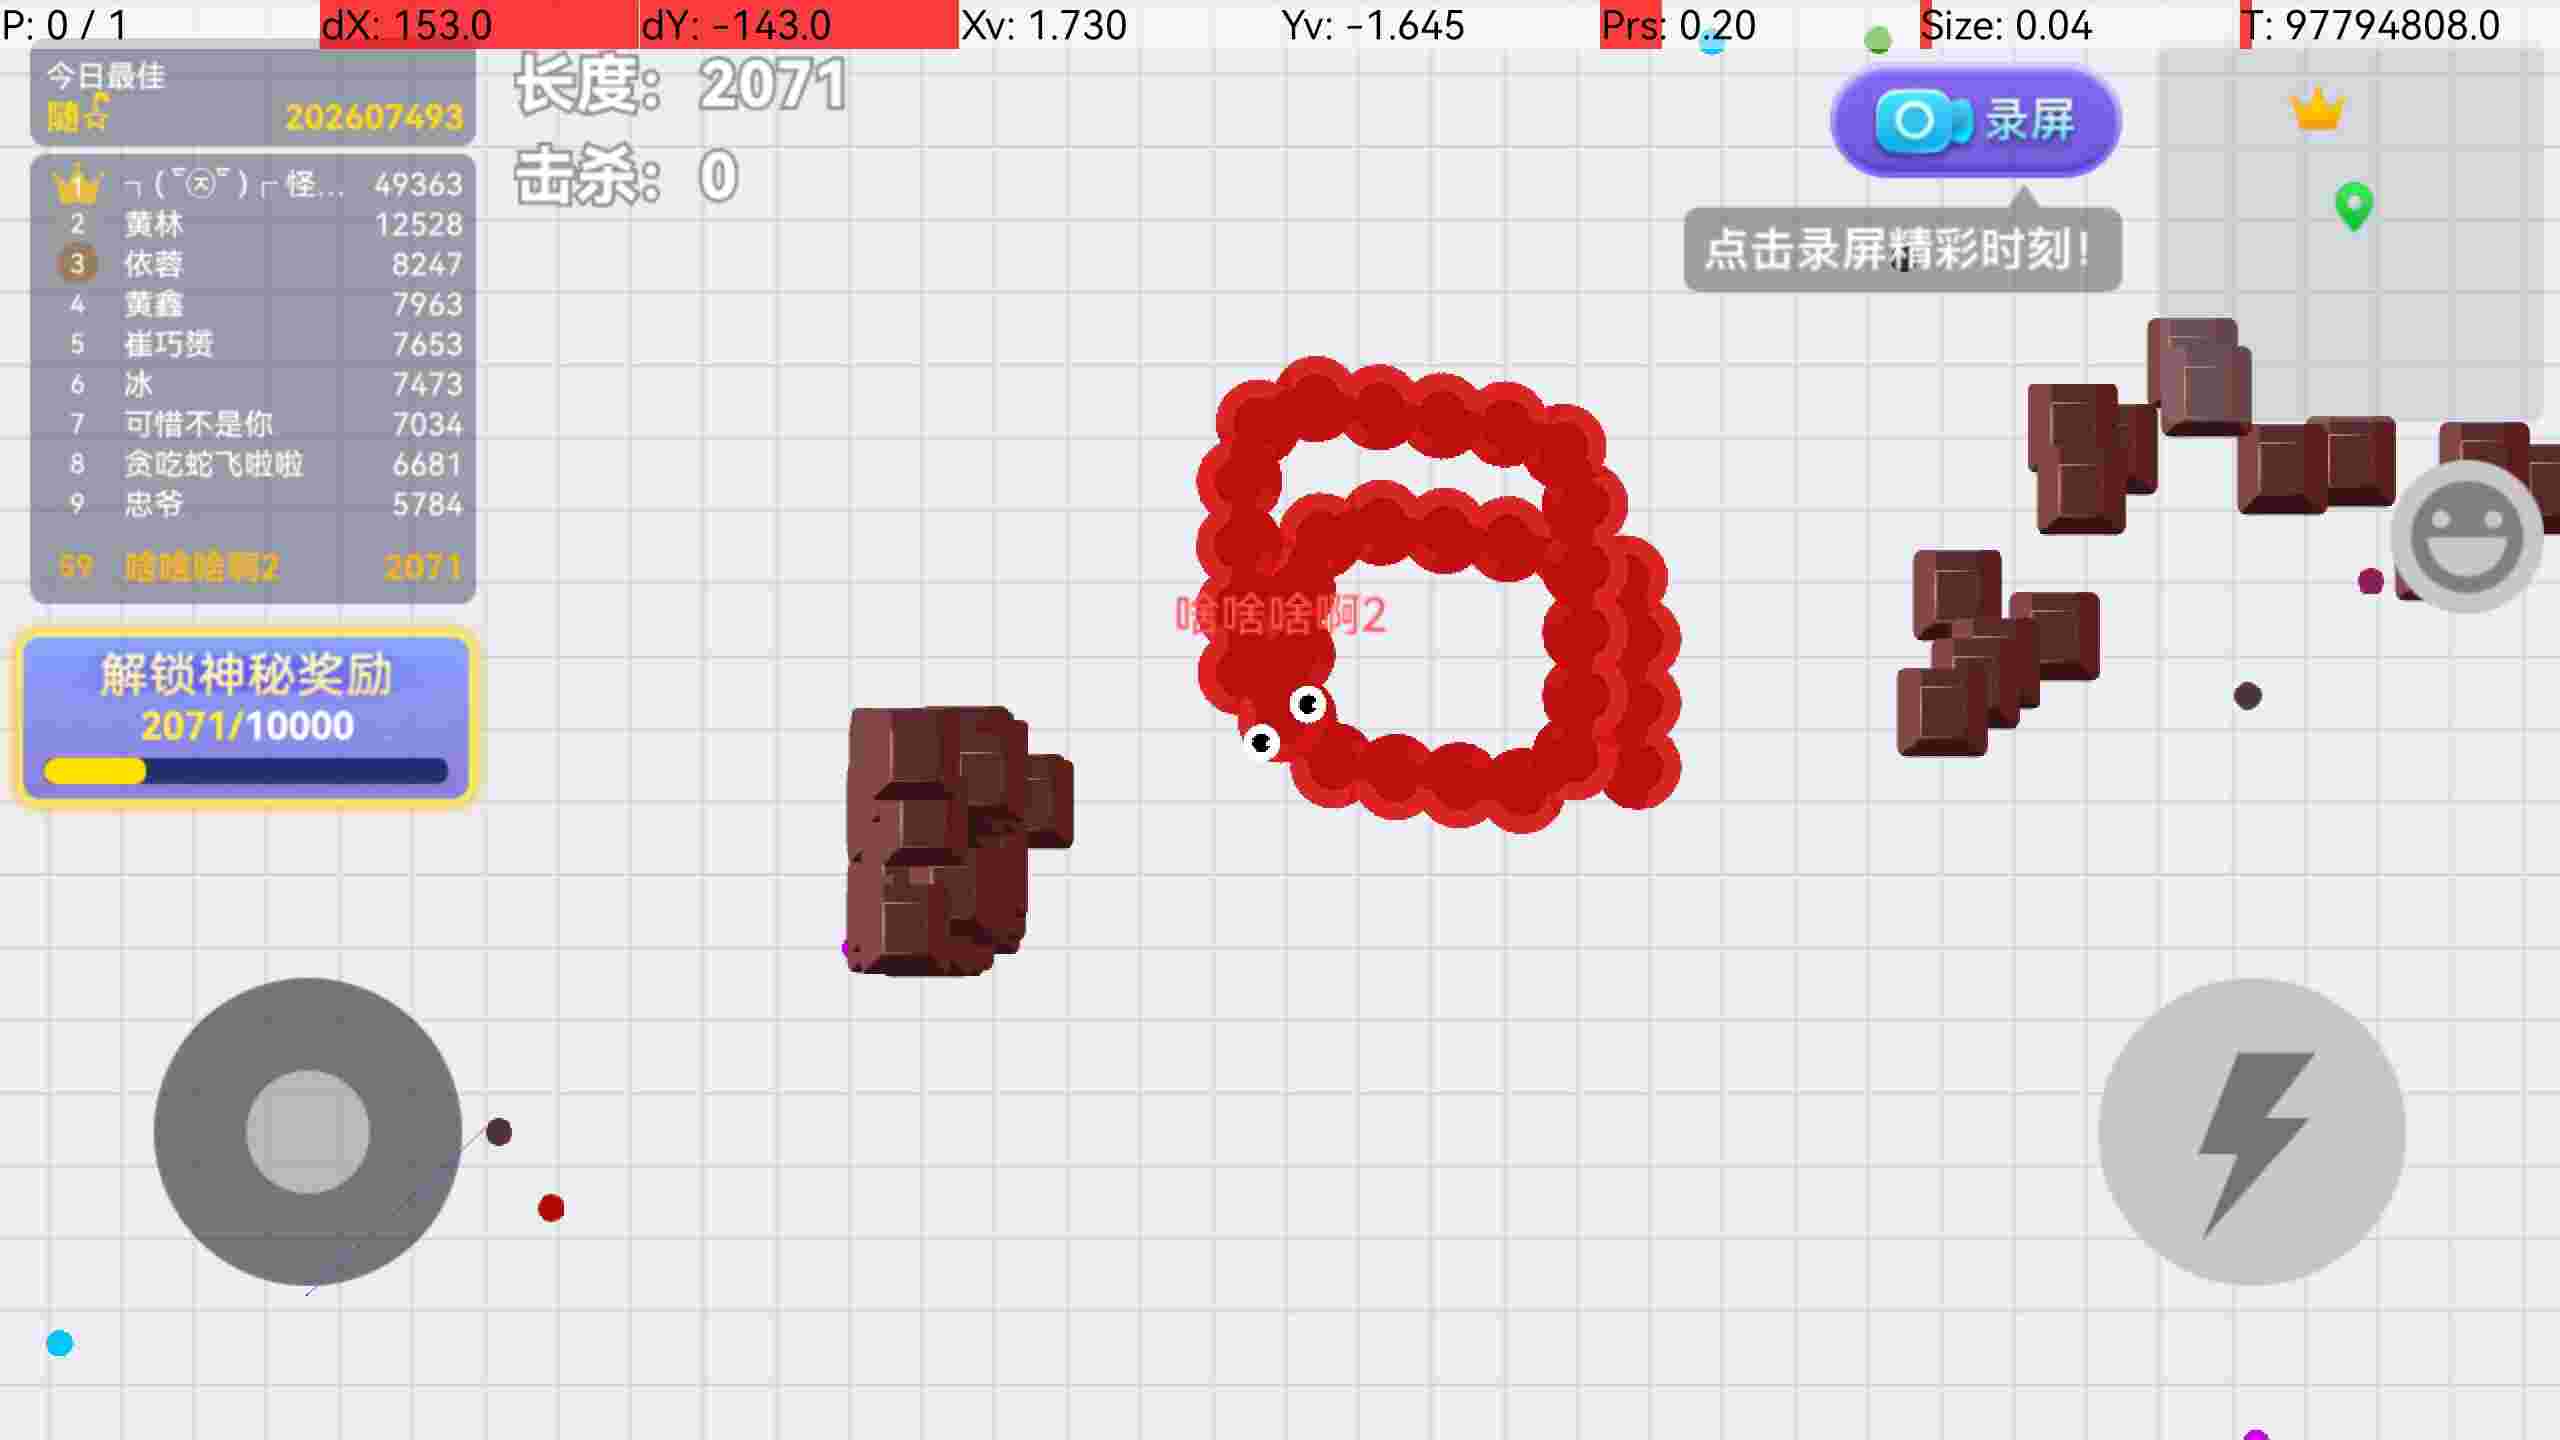 P: 0 / 1 dX: 153.0 dY: -143.0 Xv: 1.730 Yv: -1.645 Prs: 0.20 Size: 0.04 T: 97794808.0
今日最佳
随 202607493
长度: 2071
击杀: 0
录屏
点击录屏精彩时刻!
1 怪... 49363
2 黄林 12528
3 依蓉 8247
4 黄鑫 7963
5 崔巧赟 7653
6 冰 7473
7 可惜不是你 7034
8 贪吃蛇飞啦啦 6681
9 忠爷 5784
59 啥啥啥啊2 2071
啥啥啥啊2
解锁神秘奖励
2071/10000